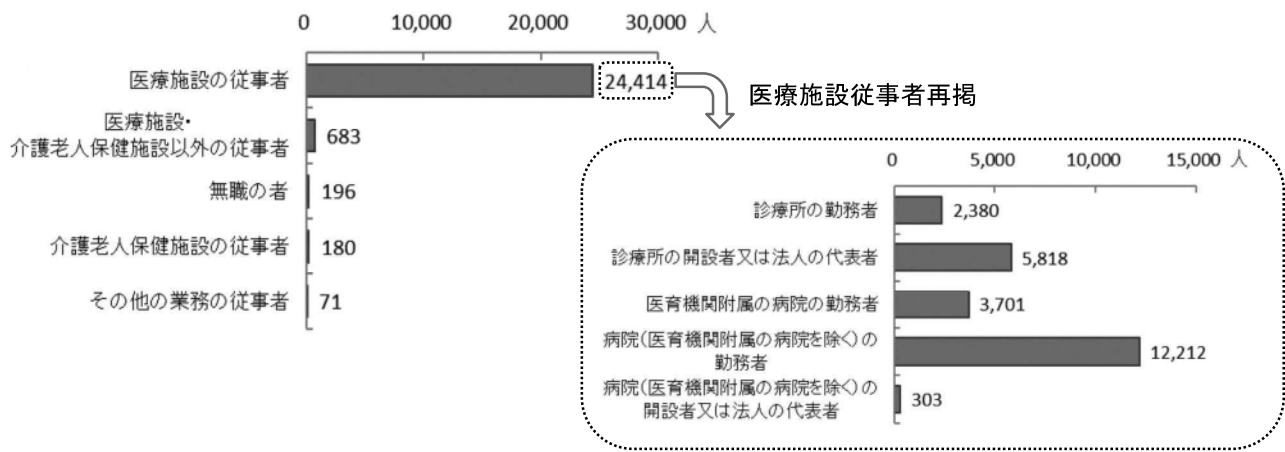 0 10,000 20,000 30,000 人
医療施設の従事者 24,414
医療施設・
介護老人保健施設以外の従事者 683
無職の者 196
介護老人保健施設の従事者 180
その他の業務の従事者 71
医療施設従事者再掲
0 5,000 10,000 15,000 人
診療所の勤務者 2,380
診療所の開設者又は法人の代表者 5,818
医育機関附属の病院の勤務者 3,701
病院(医育機関附属の病院を除く)の
勤務者 12,212
病院(医育機関附属の病院を除く)の
開設者又は法人の代表者 303